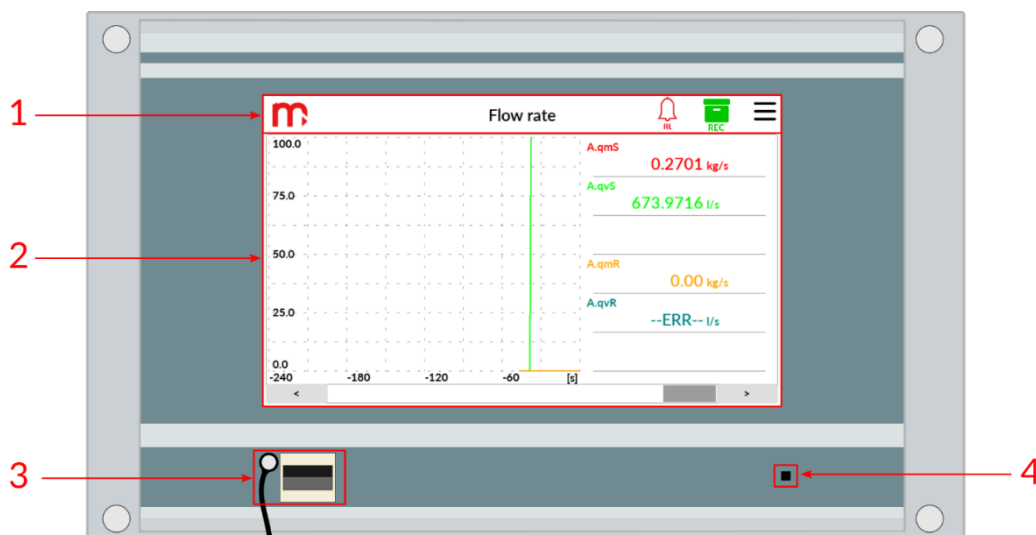 1
m
Flow rate
AL
REC
2
100.0
75.0
50.0
25.0
0.0
-240 -180 -120 -60 [s]
< >
A.qmS
0.2701 kg/s
A.qvS
673.9716 l/s
A.qmR
0.00 kg/s
A.qvR
--ERR-- l/s
3
4